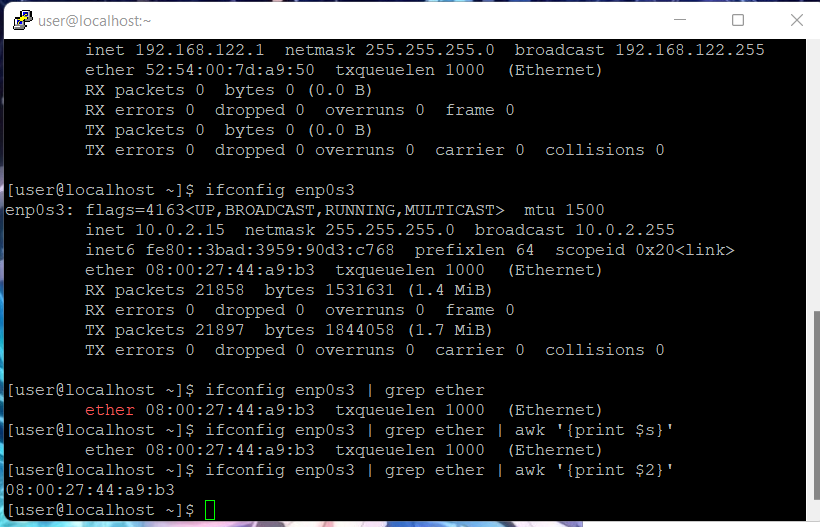 user@localhost:~
inet 192.168.122.1  netmask 255.255.255.0  broadcast 192.168.122.255
ether 52:54:00:7d:a9:50  txqueuelen 1000  (Ethernet)
RX packets 0  bytes 0 (0.0 B)
RX errors 0  dropped 0  overruns 0  frame 0
TX packets 0  bytes 0 (0.0 B)
TX errors 0  dropped 0 overruns 0  carrier 0  collisions 0
[user@localhost ~]$ ifconfig enp0s3
enp0s3: flags=4163<UP,BROADCAST,RUNNING,MULTICAST>  mtu 1500
inet 10.0.2.15  netmask 255.255.255.0  broadcast 10.0.2.255
inet6 fe80::3bad:3959:90d3:c768  prefixlen 64  scopeid 0x20<link>
ether 08:00:27:44:a9:b3  txqueuelen 1000  (Ethernet)
RX packets 21858  bytes 1531631 (1.4 MiB)
RX errors 0  dropped 0  overruns 0  frame 0
TX packets 21897  bytes 1844058 (1.7 MiB)
TX errors 0  dropped 0 overruns 0  carrier 0  collisions 0
[user@localhost ~]$ ifconfig enp0s3 | grep ether
ether 08:00:27:44:a9:b3  txqueuelen 1000  (Ethernet)
[user@localhost ~]$ ifconfig enp0s3 | grep ether | awk '{print $s}'
ether 08:00:27:44:a9:b3  txqueuelen 1000  (Ethernet)
[user@localhost ~]$ ifconfig enp0s3 | grep ether | awk '{print $2}'
08:00:27:44:a9:b3
[user@localhost ~]$